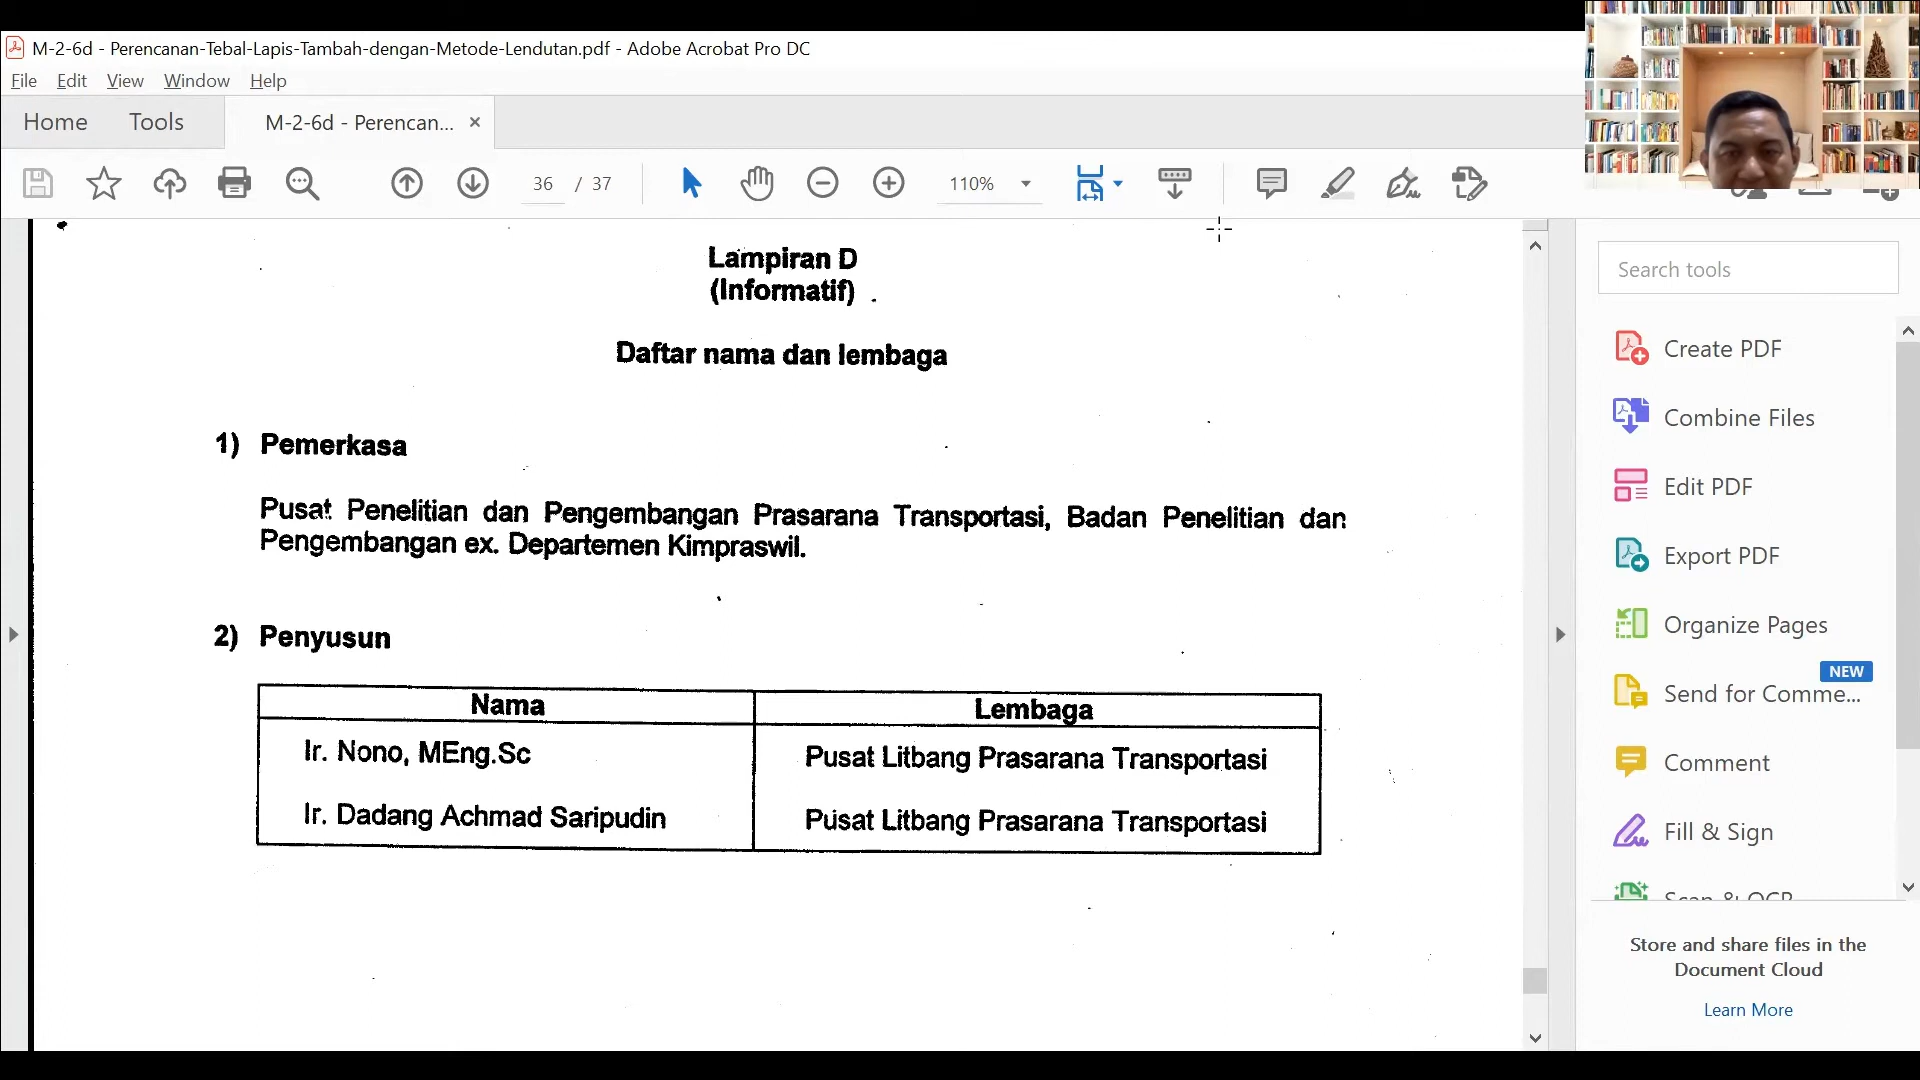 M-2-6d - Perencanan-Tebal-Lapis-Tambah-dengan-Metode-Lendutan.pdf - Adobe Acrobat Pro DC
File Edit View Window Help
Home Tools M-2-6d - Perencan... ×
36 / 37 110%
Lampiran D
(Informatif)
Daftar nama dan lembaga
1) Pemerkasa
Pusat Penelitian dan Pengembangan Prasarana Transportasi, Badan Penelitian dan
Pengembangan ex. Departemen Kimpraswil.
2) Penyusun
Nama Lembaga
Ir. Nono, MEng.Sc Pusat Litbang Prasarana Transportasi
Ir. Dadang Achmad Saripudin Pusat Litbang Prasarana Transportasi
Search tools
Create PDF
Combine Files
Edit PDF
Export PDF
Organize Pages
NEW
Send for Comme...
Comment
Fill & Sign
Scan & OCR
Store and share files in the
Document Cloud
Learn More